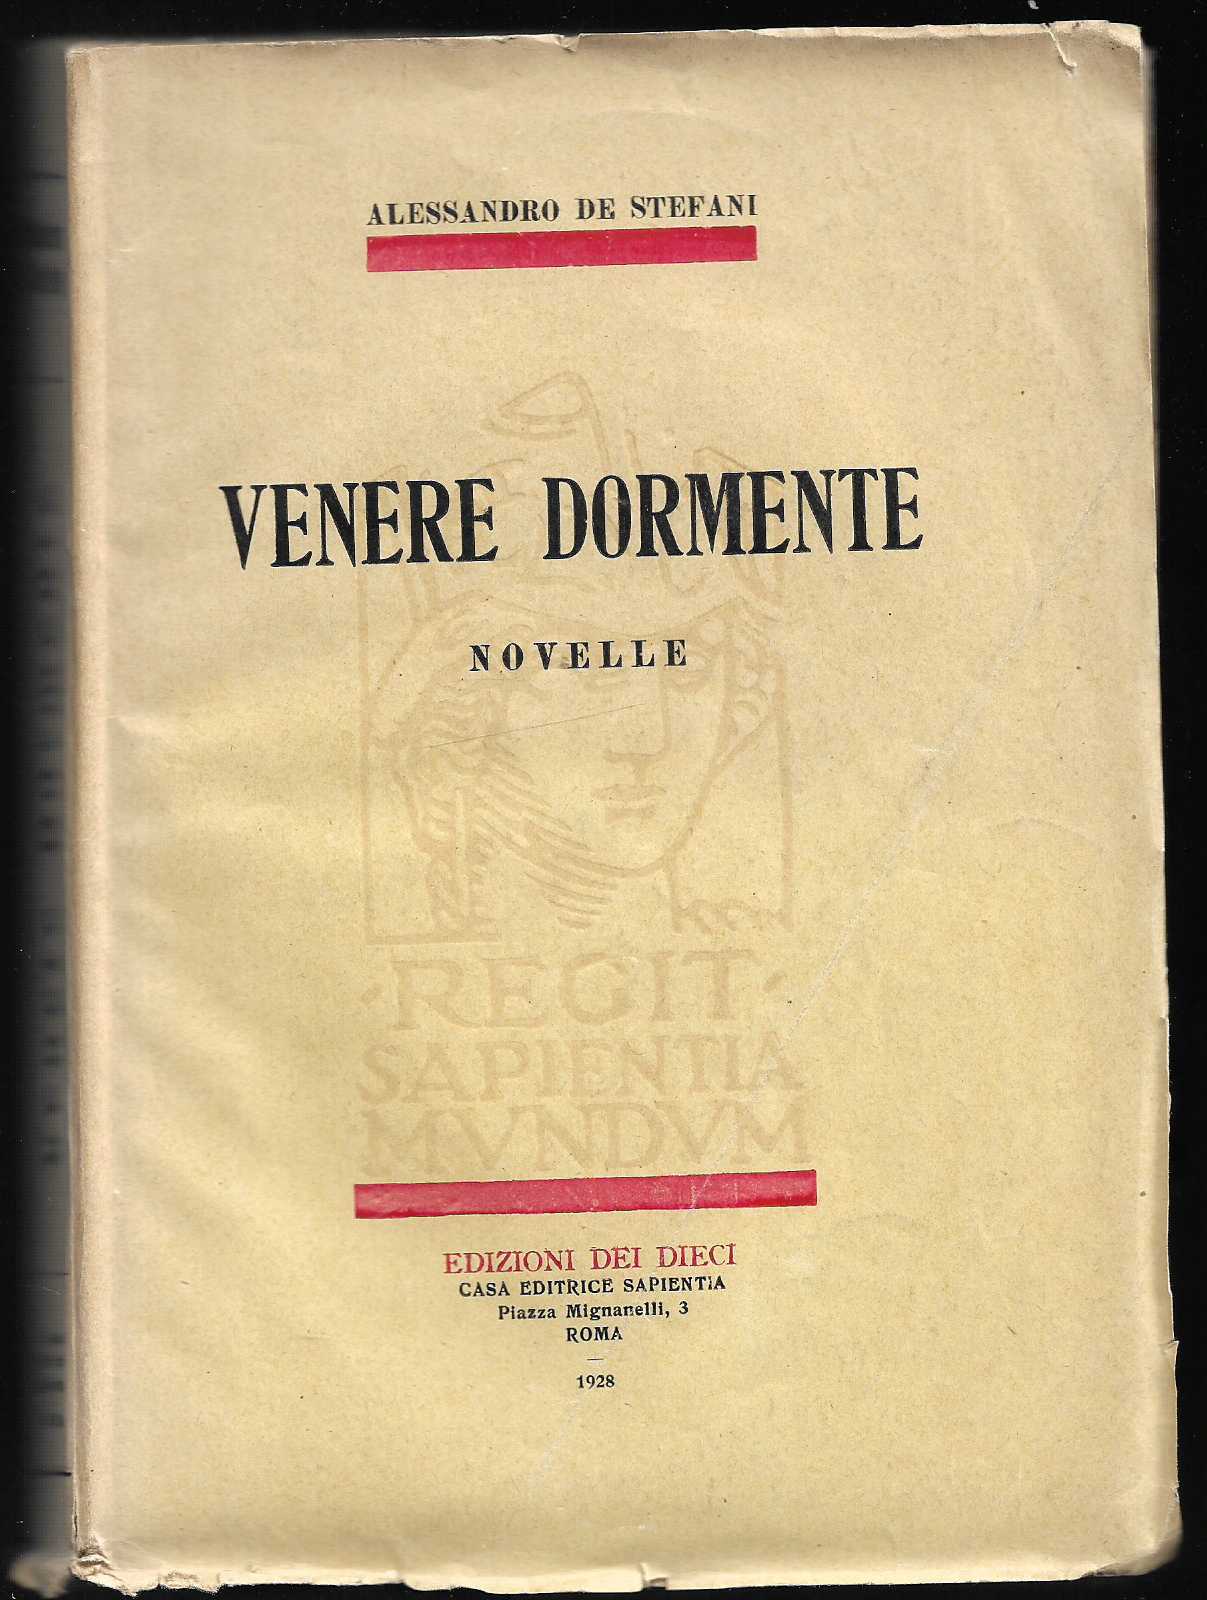 ALESSANDRO DE STEFANI
VENERE DORMENTE
NOVELLE
· REGIT ·
SAPIENTIA
MVNDVM
EDIZIONI DEI DIECI
CASA EDITRICE SAPIENTIA
Piazza Mignanelli, 3
ROMA
—
1928